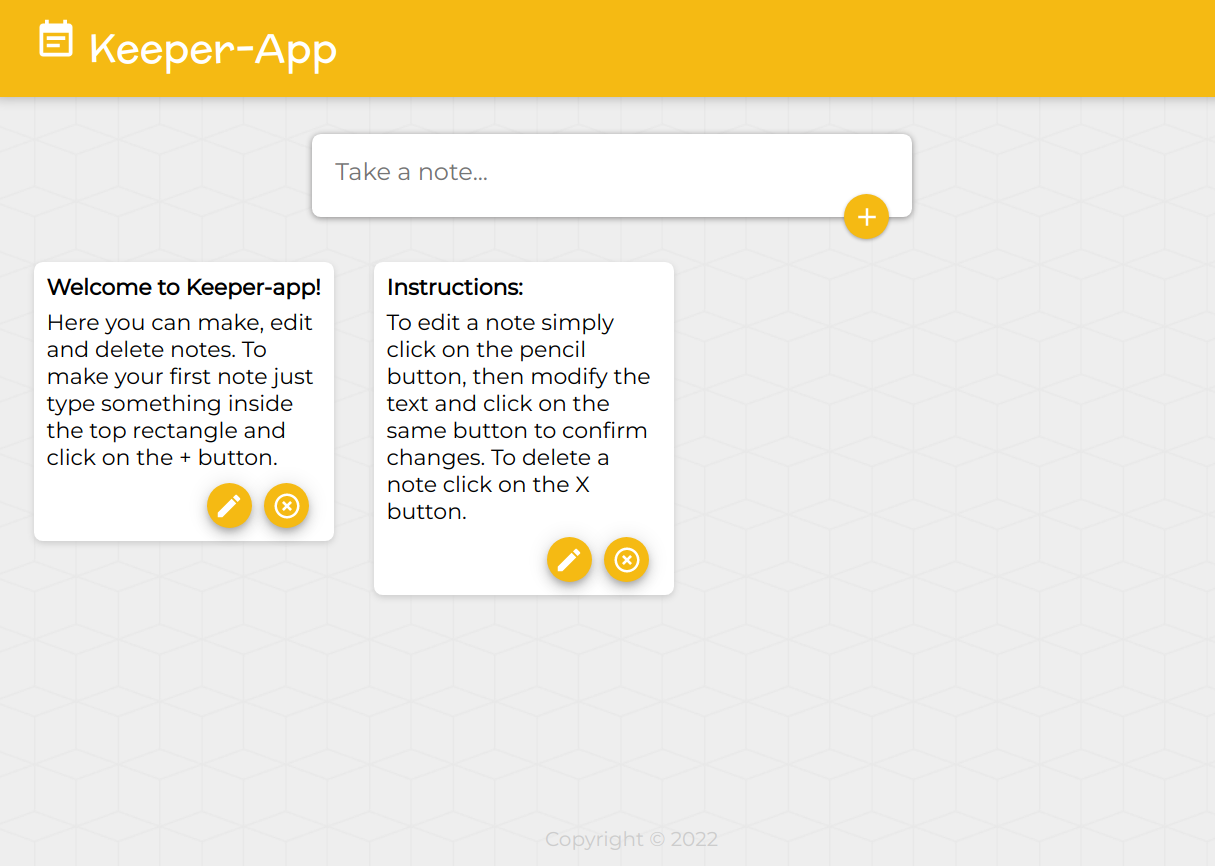 Keeper-App
Take a note...
Welcome to Keeper-app!
Here you can make, edit
and delete notes. To
make your first note just
type something inside
the top rectangle and
click on the + button.
Instructions:
To edit a note simply
click on the pencil
button, then modify the
text and click on the
same button to confirm
changes. To delete a
note click on the X
button.
Copyright © 2022